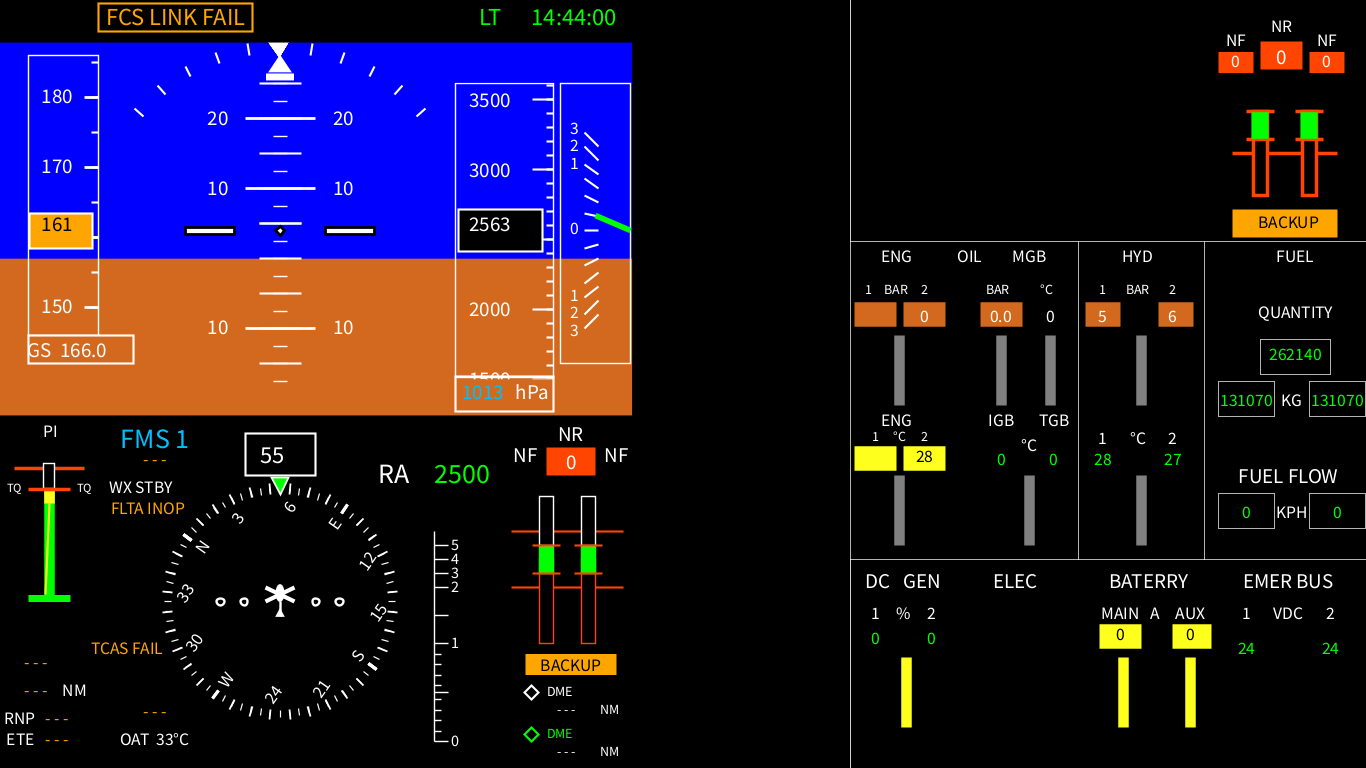 FCS LINK FAIL
LT 14:44:00
180
170
161
150
GS 166.0
20 20
10 10
10 10
3500
3000
2563
2000
1500
1013 hPa
3
2
1
0
1
2
3
PI
TQ TQ
FMS 1
---
WX STBY
FLTA INOP
55
RA 2500
N
3
6
E
12
15
S
21
24
W
30
33
5
4
3
2
1
0
TCAS FAIL
---
--- NM
RNP ---
ETE ---
---
OAT 33°C
NR
NF 0 NF
BACKUP
DME
--- NM
DME
--- NM
NR
NF NF
0 0 0
BACKUP
ENG OIL MGB
1 BAR 2 BAR °C
0 0.0 0
ENG IGB TGB
1 °C 2 °C
28 0 0
HYD
1 BAR 2
5 6
1 °C 2
28 27
FUEL
QUANTITY
262140
131070 KG 131070
FUEL FLOW
0 KPH 0
DC GEN ELEC BATERRY EMER BUS
1 % 2 MAIN A AUX 1 VDC 2
0 0 0 0 24 24